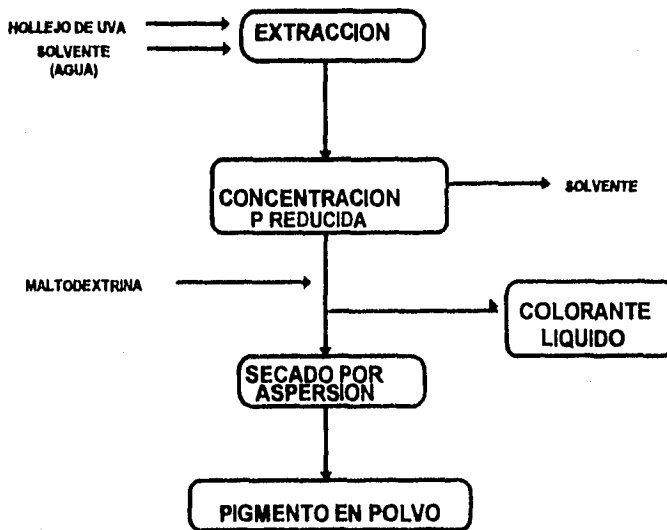 HOLLEJO DE UVA
SOLVENTE
(AGUA)
EXTRACCION
CONCENTRACION
P REDUCIDA
SOLVENTE
MALTODEXTRINA
COLORANTE
LIQUIDO
SECADO POR
ASPERSION
PIGMENTO EN POLVO